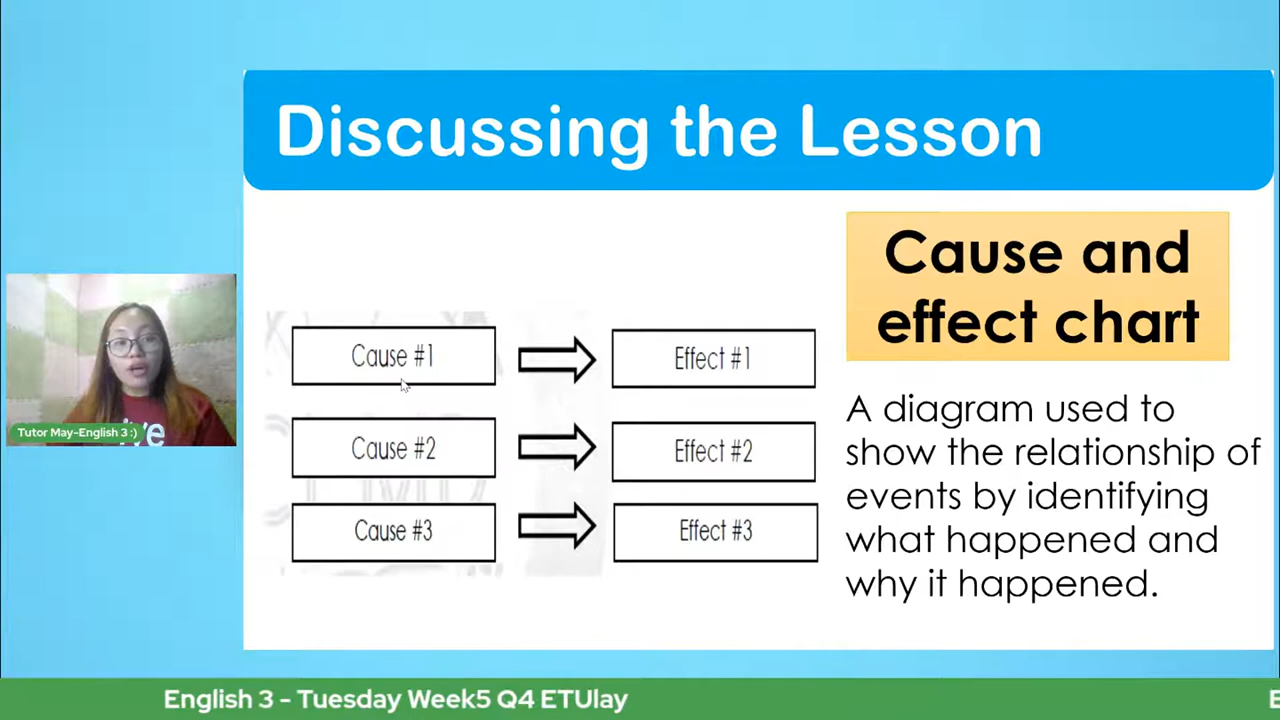 Discussing the Lesson
Cause and
effect chart
Cause #1
Effect #1
Cause #2
Effect #2
Cause #3
Effect #3
A diagram used to
show the relationship of
events by identifying
what happened and
why it happened.
Tutor May-English 3 :)
English 3 - Tuesday Week5 Q4 ETUlay